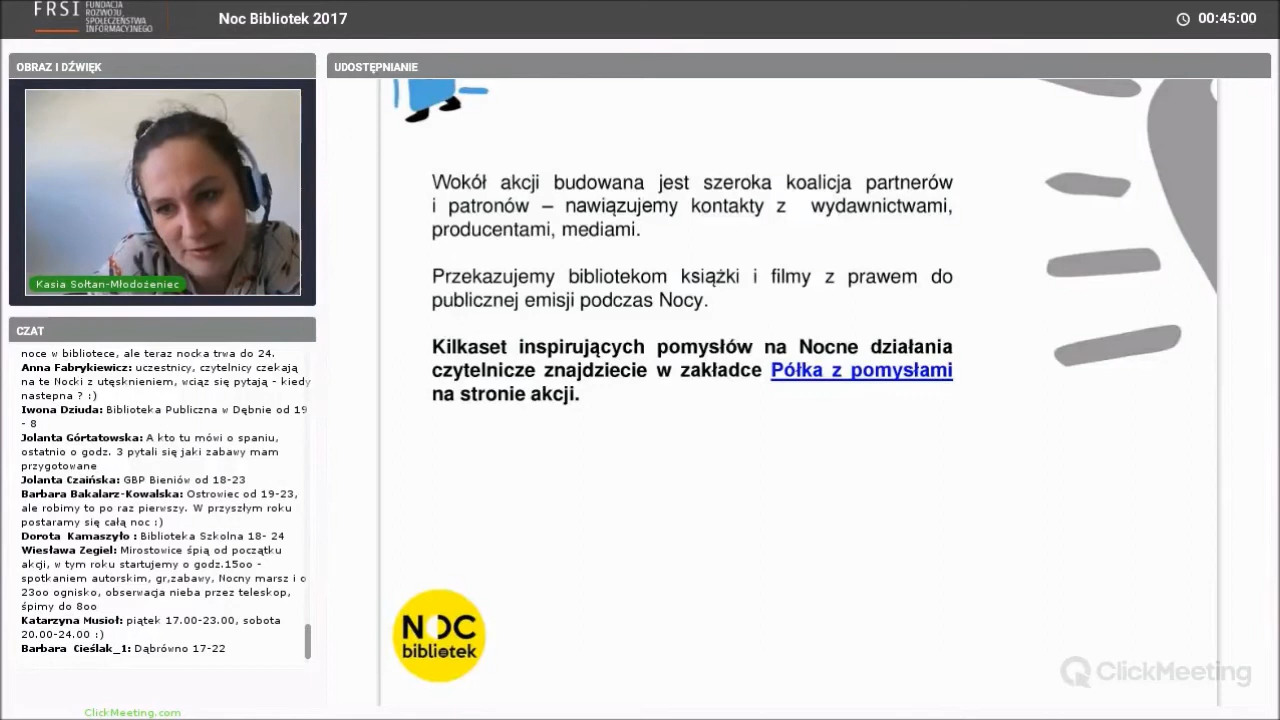 FRSI
FUNDACJA
ROZWOJU
SPOŁECZEŃSTWA
INFORMACYJNEGO
Noc Bibliotek 2017
00:45:00
OBRAZ I DŹWIĘK
Kasia Sołtan-Młodożeniec
CZAT
noce w bibliotece, ale teraz nocka trwa do 24.
Anna Fabrykiewicz: uczestnicy, czytelnicy czekają
na te Nocki z utęsknieniem, wciąz się pytają - kiedy
nastepna ? :)
Iwona Dziuda: Biblioteka Publiczna w Dębnie od 19
- 8
Jolanta Górtatowska: A kto tu mówi o spaniu,
ostatnio o godz. 3 pytali się jaki zabawy mam
przygotowane
Jolanta Czaińska: GBP Bieniów od 18-23
Barbara Bakalarz-Kowalska: Ostrowiec od 19-23,
ale robimy to po raz pierwszy. W przyszłym roku
postaramy się całą noc :)
Dorota Kamaszyło : Biblioteka Szkolna 18- 24
Wiesława Zegiel: Mirostowice śpią od początku
akcji, w tym roku startujemy o godz.15oo -
spotkaniem autorskim, gr,zabawy, Nocny marsz i o
23oo ognisko, obserwacja nieba przez teleskop,
śpimy do 8oo
Katarzyna Musioł: piątek 17.00-23.00, sobota
20.00-24.00 :)
Barbara Cieślak_1: Dąbrówno 17-22
ClickMeeting.com
UDOSTĘPNIANIE
Wokół akcji budowana jest szeroka koalicja partnerów
i patronów – nawiązujemy kontakty z wydawnictwami,
producentami, mediami.
Przekazujemy bibliotekom książki i filmy z prawem do
publicznej emisji podczas Nocy.
Kilkaset inspirujących pomysłów na Nocne działania
czytelnicze znajdziecie w zakładce Półka z pomysłami
na stronie akcji.
NOC
bibliotek
ClickMeeting